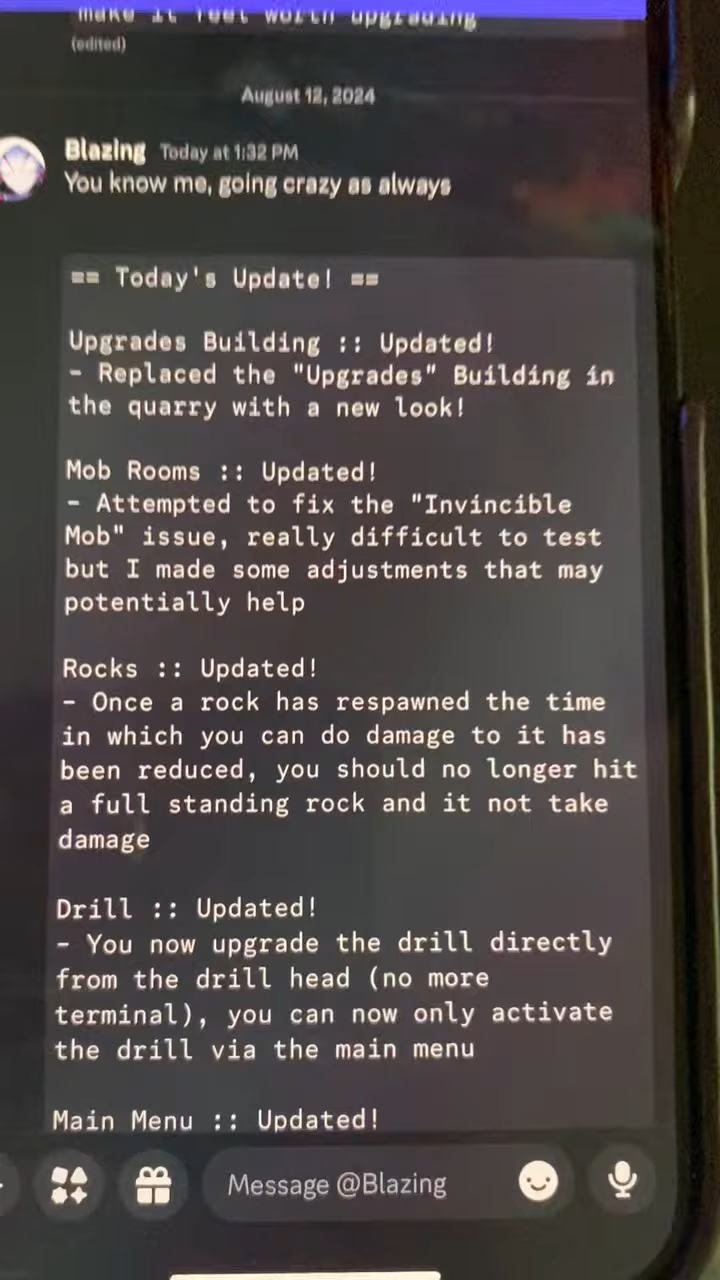 make it feel worth upgrading
(edited)
August 12, 2024
Blazing Today at 1:32 PM
You know me, going crazy as always
== Today's Update! ==
Upgrades Building :: Updated!
- Replaced the "Upgrades" Building in
the quarry with a new look!
Mob Rooms :: Updated!
- Attempted to fix the "Invincible
Mob" issue, really difficult to test
but I made some adjustments that may
potentially help
Rocks :: Updated!
- Once a rock has respawned the time
in which you can do damage to it has
been reduced, you should no longer hit
a full standing rock and it not take
damage
Drill :: Updated!
- You now upgrade the drill directly
from the drill head (no more
terminal), you can now only activate
the drill via the main menu
Main Menu :: Updated!
Message @Blazing